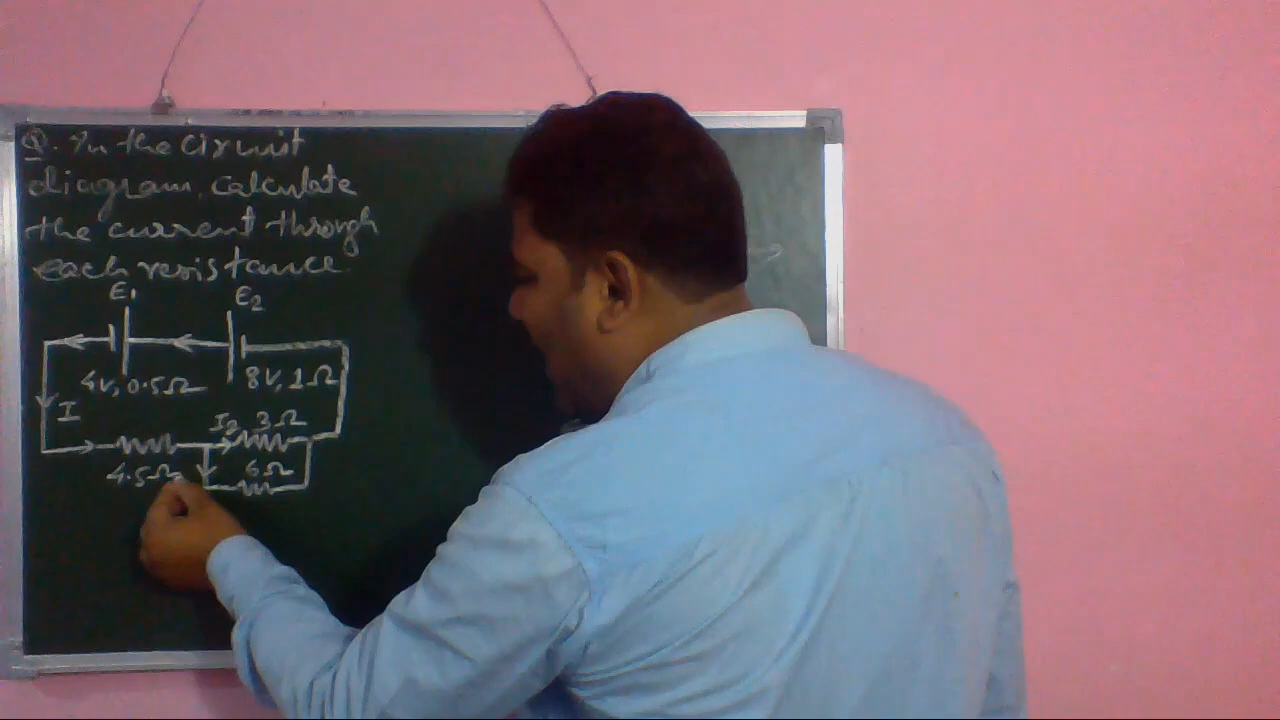 Q. In the circuit
diagram, calculate
the current through
each resistance.
E1 E2
4V, 0.5Ω 8V, 1Ω
I
I2 3Ω
4.5Ω 6Ω